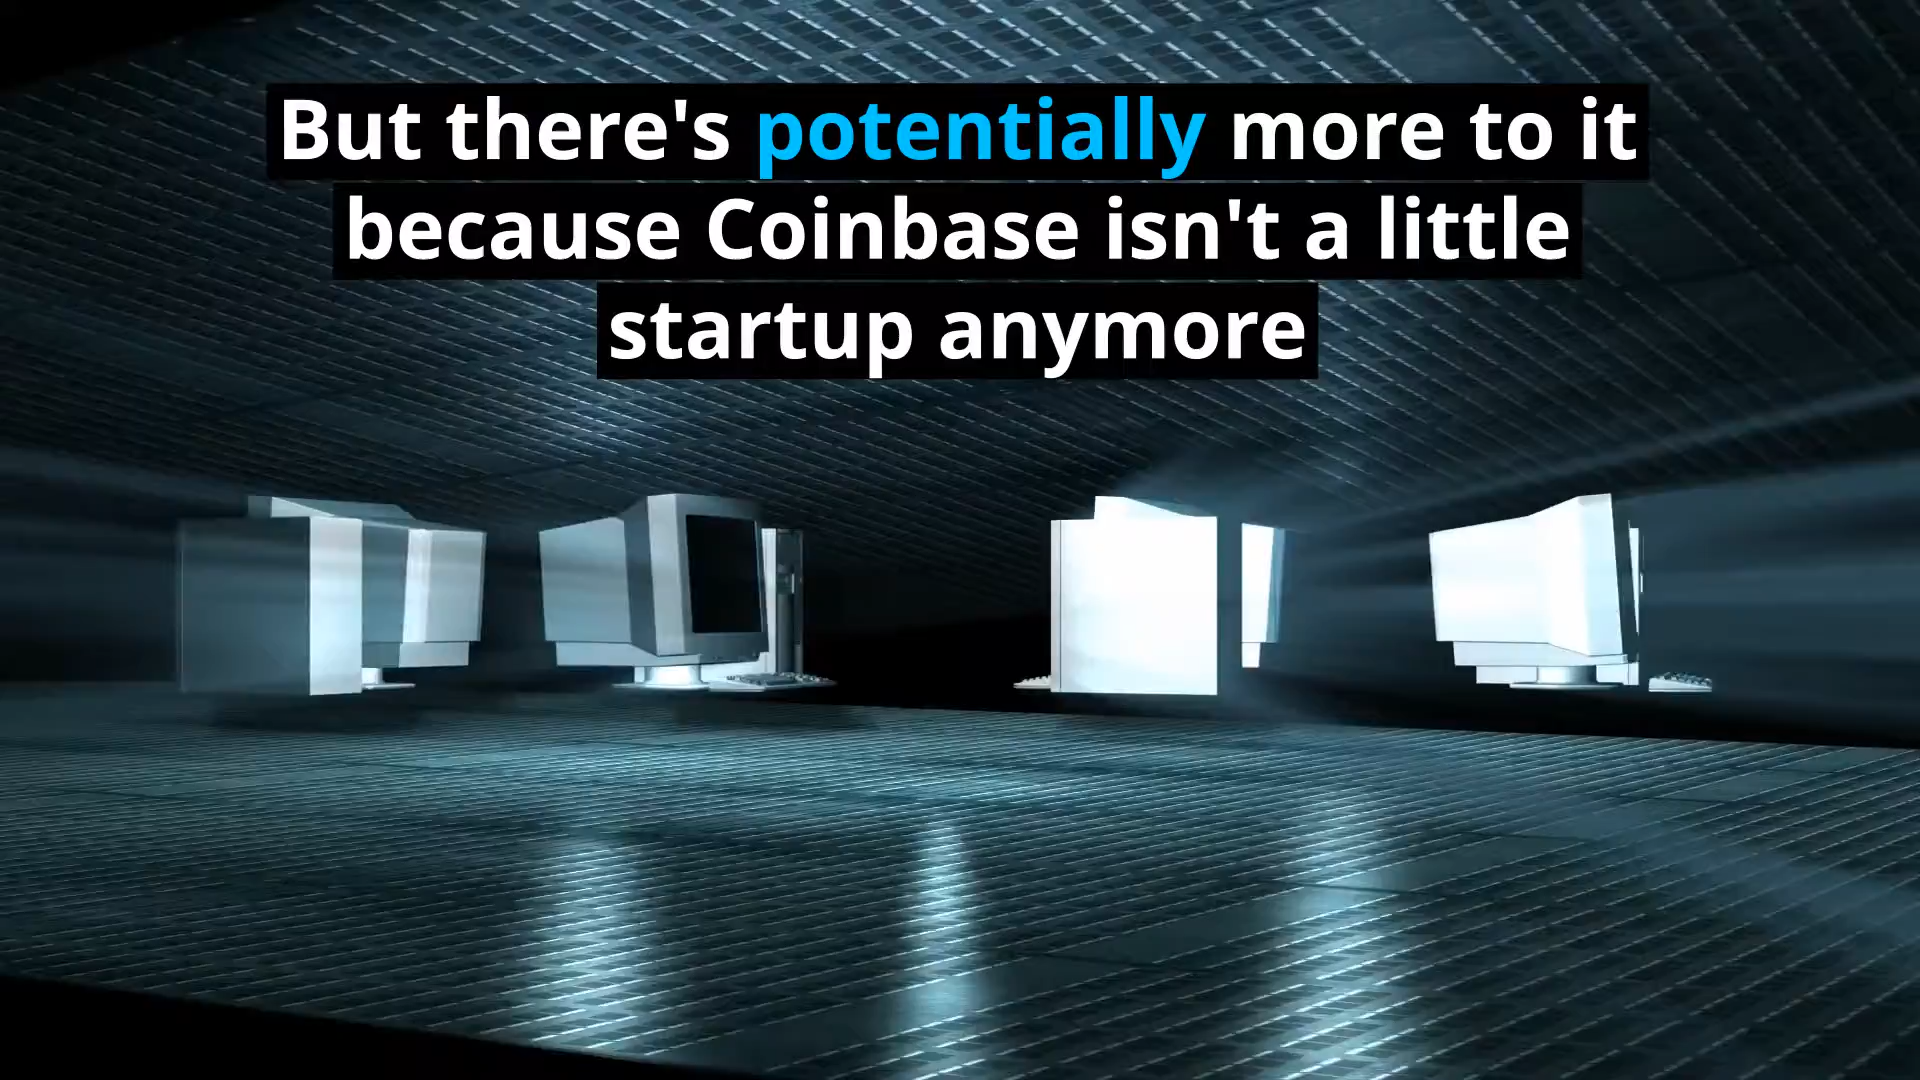 But there's potentially more to it
because Coinbase isn't a little
startup anymore